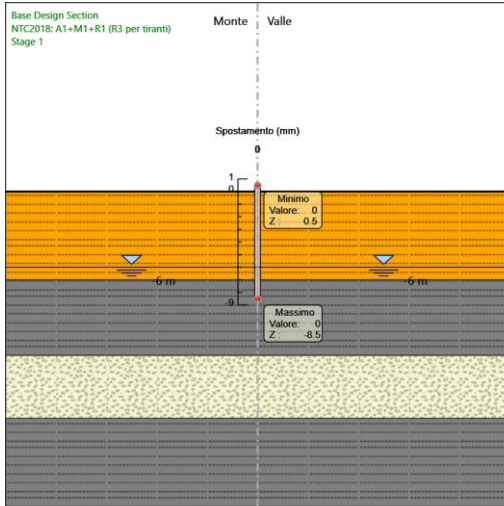 Base Design Section
NTC2018: A1+M1+R1 (R3 per tiranti)
Stage 1
Monte Valle
Spostamento (mm)
0
1
0
Minimo
Valore: 0
Z : 0.5
-6 m
-6 m
-9
Massimo
Valore: 0
Z : -8.5